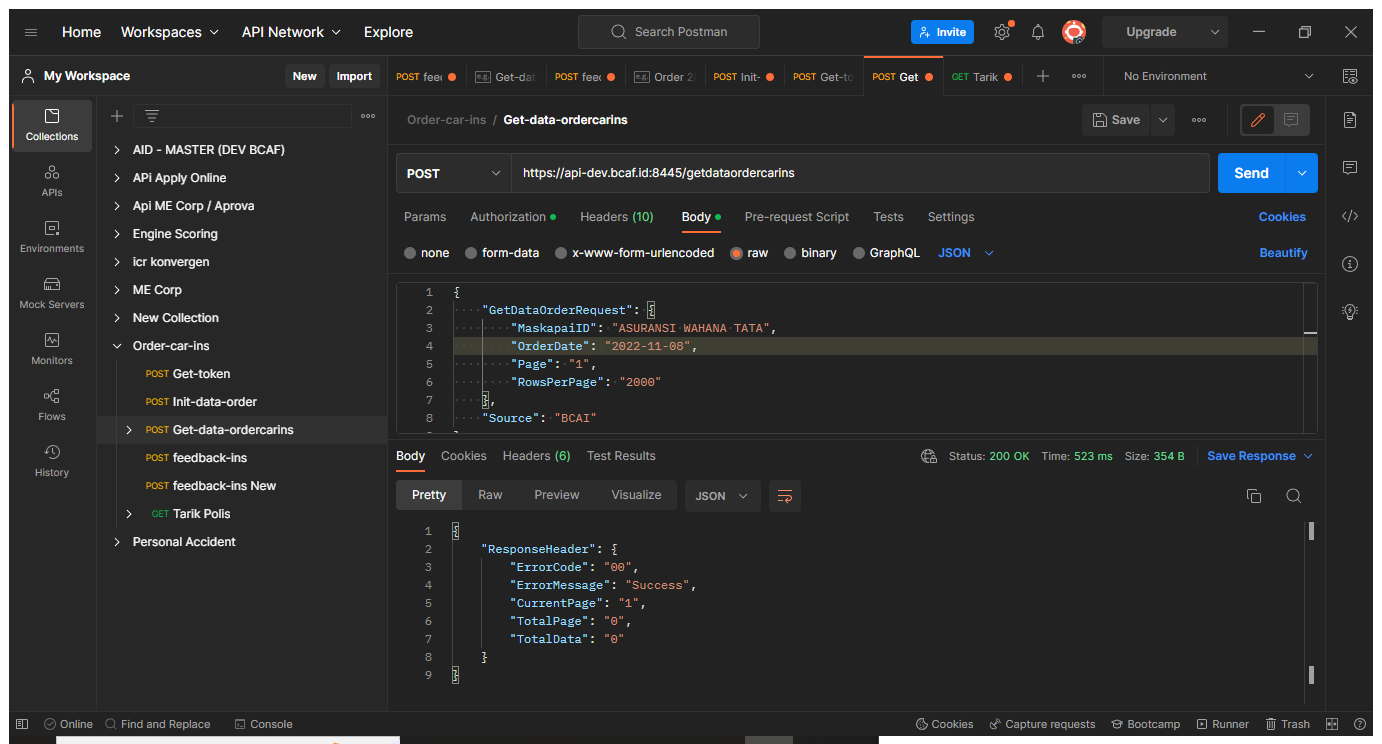 Home Workspaces API Network Explore Search Postman Invite Upgrade
My Workspace New Import POST feec e.g. Get-dat POST feec e.g. Order 2 POST Init- POST Get-to POST Get GET Tarik No Environment
Order-car-ins / Get-data-ordercarins Save
Collections
APIs
Environments
Mock Servers
Monitors
Flows
History
AID - MASTER (DEV BCAF)
APi Apply Online
Api ME Corp / Aprova
Engine Scoring
icr konvergen
ME Corp
New Collection
Order-car-ins
POST Get-token
POST Init-data-order
POST Get-data-ordercarins
POST feedback-ins
POST feedback-ins New
GET Tarik Polis
Personal Accident
POST https://api-dev.bcaf.id:8445/getdataordercarins Send
Params Authorization Headers (10) Body Pre-request Script Tests Settings Cookies
none form-data x-www-form-urlencoded raw binary GraphQL JSON Beautify
1 {
2 "GetDataOrderRequest": {
3 "MaskapaiID": "ASURANSI WAHANA TATA",
4 "OrderDate": "2022-11-08",
5 "Page": "1",
6 "RowsPerPage": "2000"
7 },
8 "Source": "BCAI"
Body Cookies Headers (6) Test Results Status: 200 OK Time: 523 ms Size: 354 B Save Response
Pretty Raw Preview Visualize JSON
1 {
2 "ResponseHeader": {
3 "ErrorCode": "00",
4 "ErrorMessage": "Success",
5 "CurrentPage": "1",
6 "TotalPage": "0",
7 "TotalData": "0"
8 }
9 }
Online Find and Replace Console Cookies Capture requests Bootcamp Runner Trash